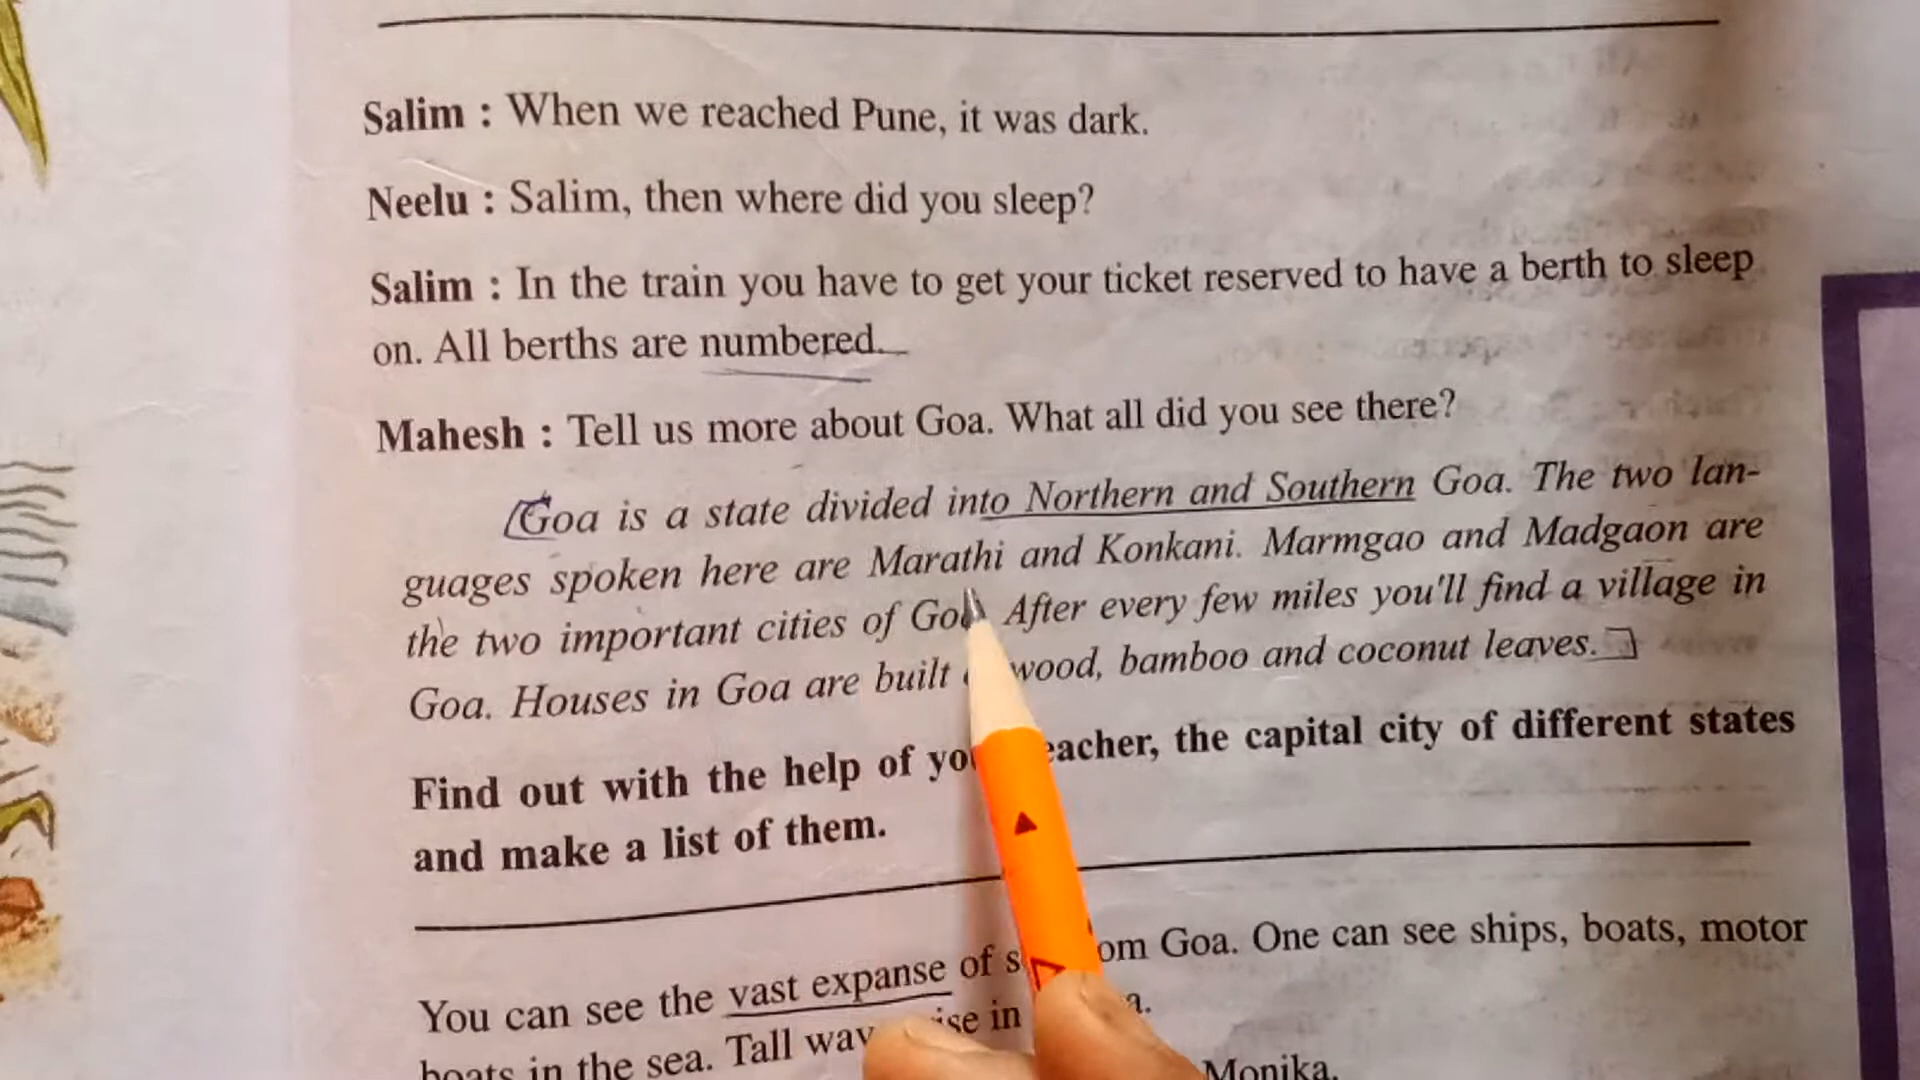 Salim : When we reached Pune, it was dark.
Neelu : Salim, then where did you sleep?
Salim : In the train you have to get your ticket reserved to have a berth to sleep
on. All berths are numbered.
Mahesh : Tell us more about Goa. What all did you see there?
Goa is a state divided into Northern and Southern Goa. The two lan-
guages spoken here are Marathi and Konkani. Marmgao and Madgaon are
the two important cities of Goa After every few miles you'll find a village in
Goa. Houses in Goa are built wood, bamboo and coconut leaves.
Find out with the help of your teacher, the capital city of different states
and make a list of them.
You can see the vast expanse of om Goa. One can see ships, boats, motor
boats in the sea. Tall wav ise in a.
Monika.